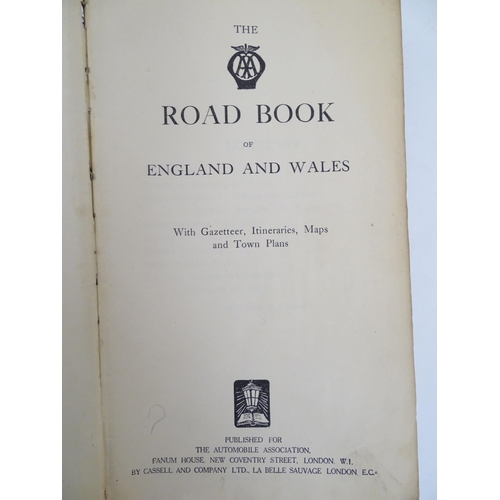 THE
AA
ROAD BOOK
OF
ENGLAND AND WALES
With Gazetteer, Itineraries, Maps
and Town Plans
PUBLISHED FOR
THE AUTOMOBILE ASSOCIATION,
FANUM HOUSE, NEW COVENTRY STREET, LONDON, W.1.
BY CASSELL AND COMPANY LTD., LA BELLE SAUVAGE LONDON, E.C.4